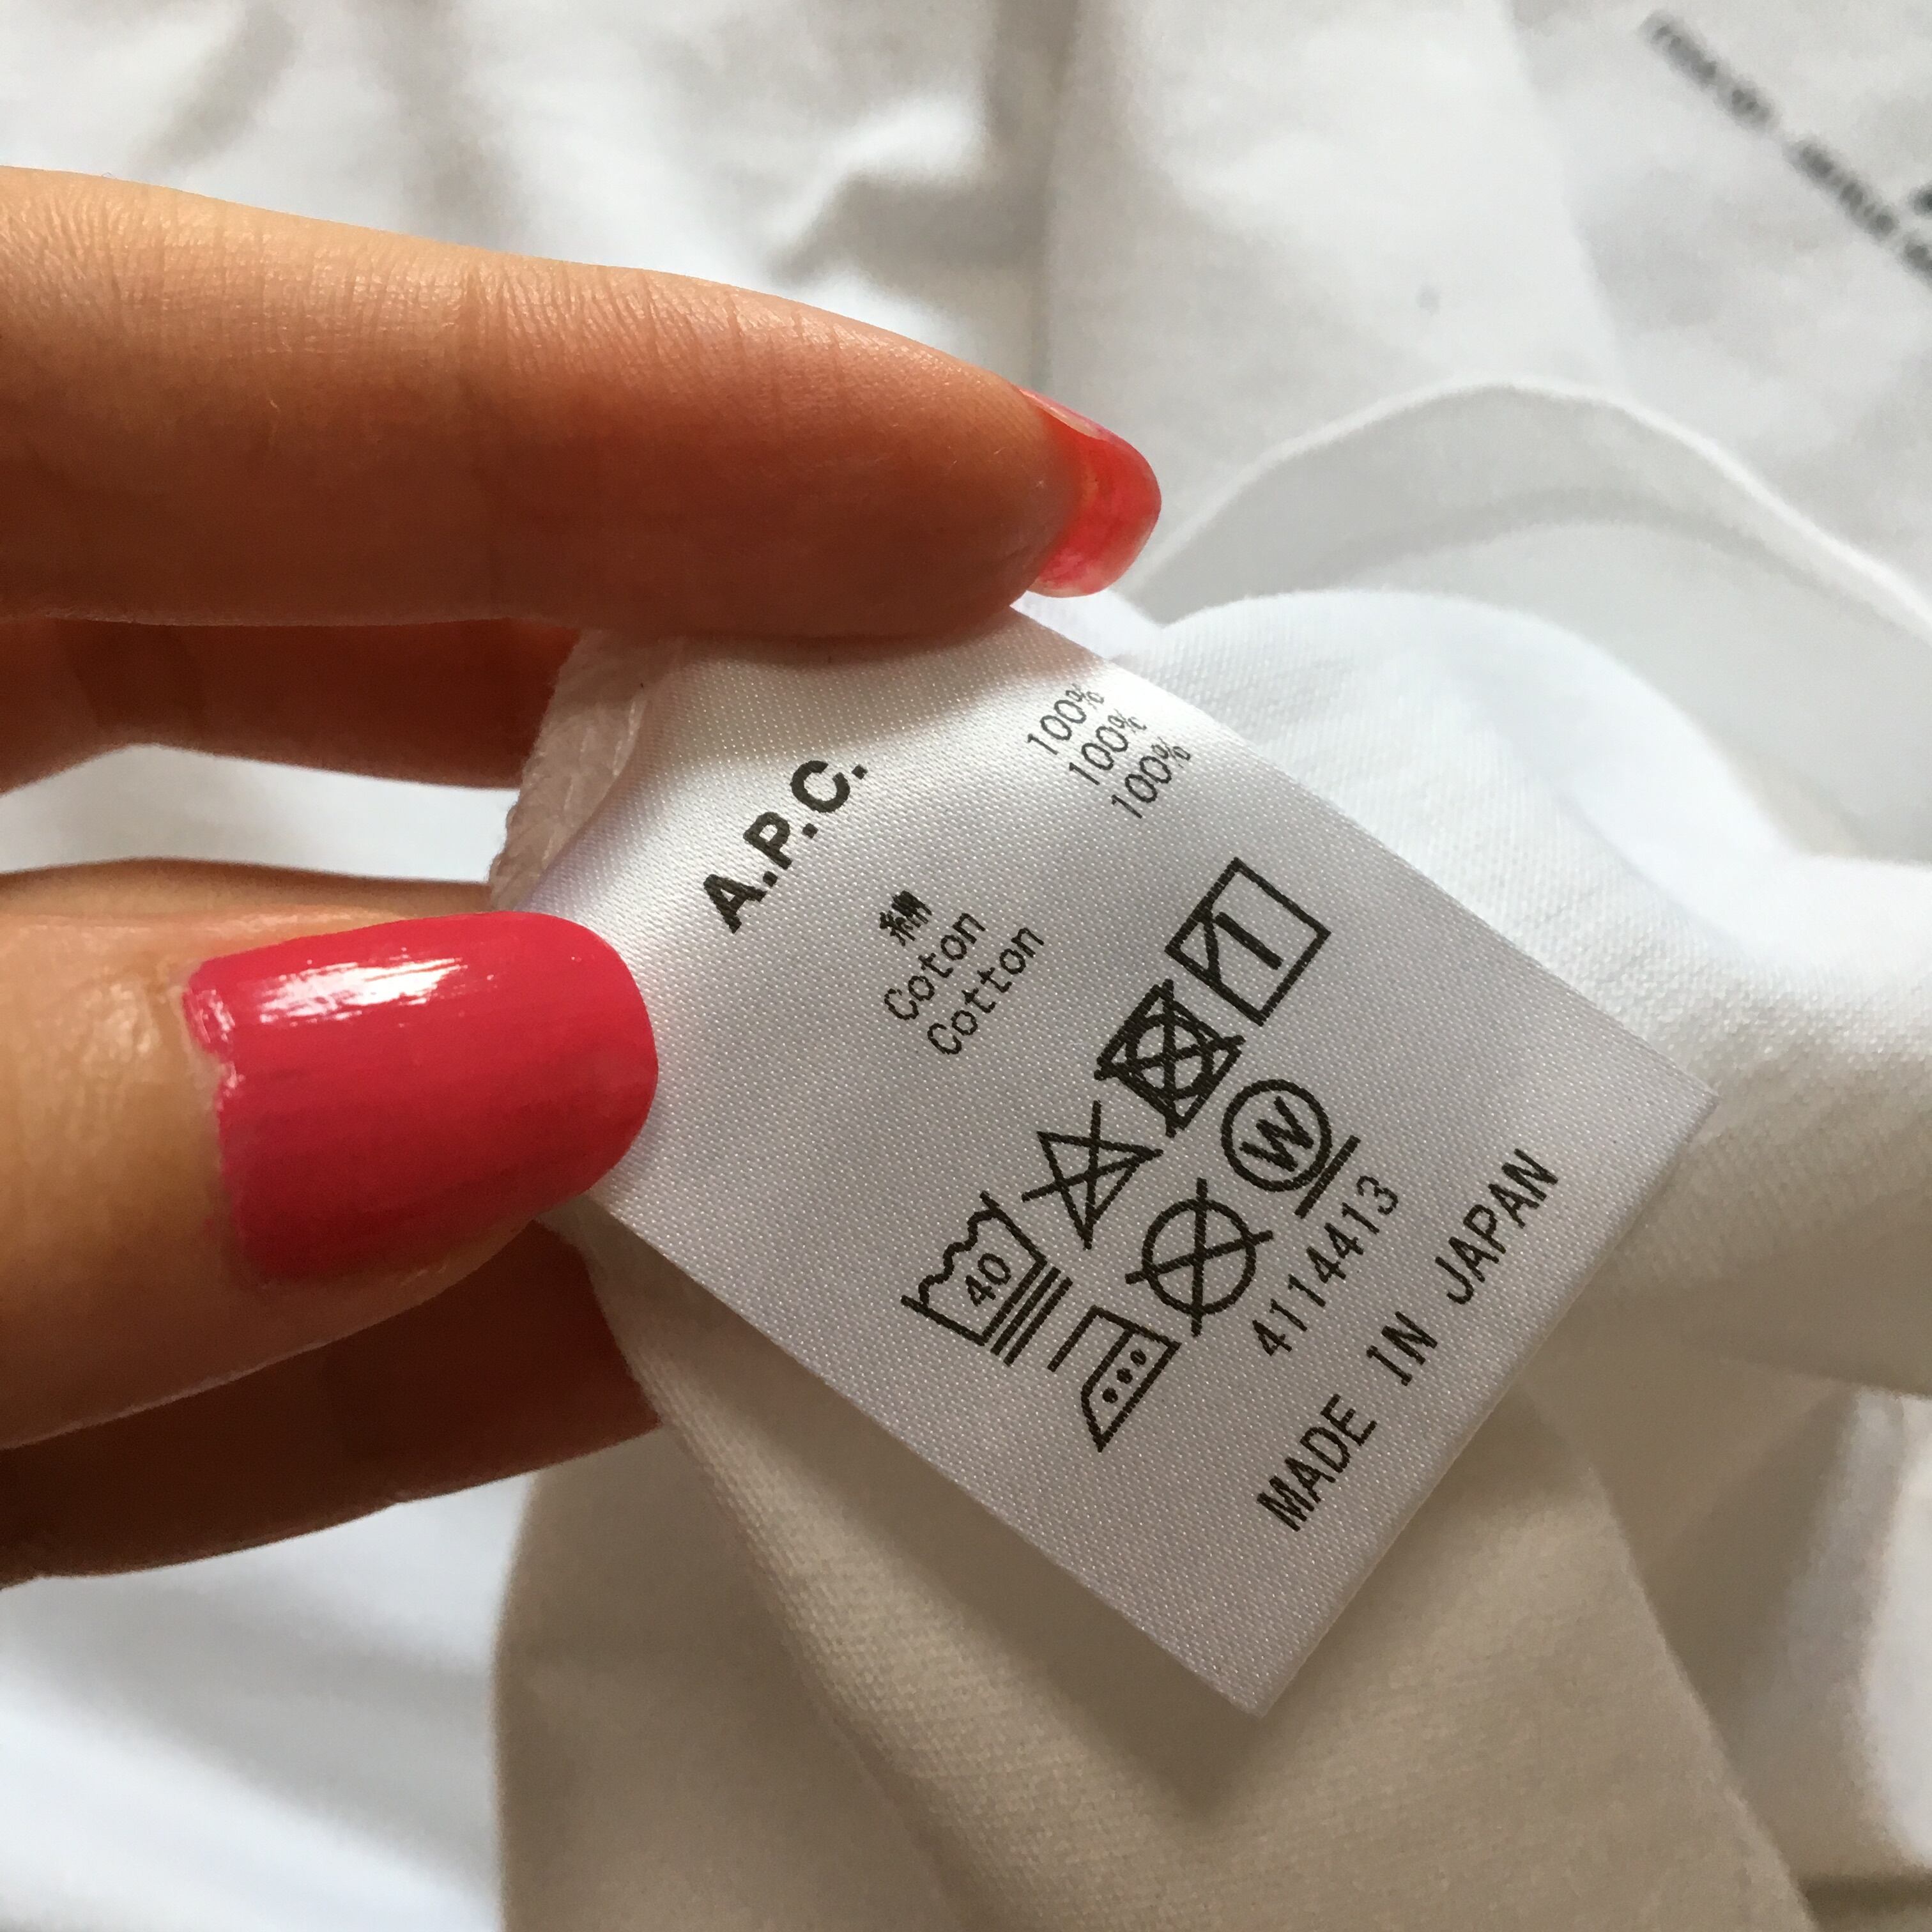 A.P.C.
綿 100%
Coton 100%
Cotton 100%
40
W
4114413
MADE IN JAPAN